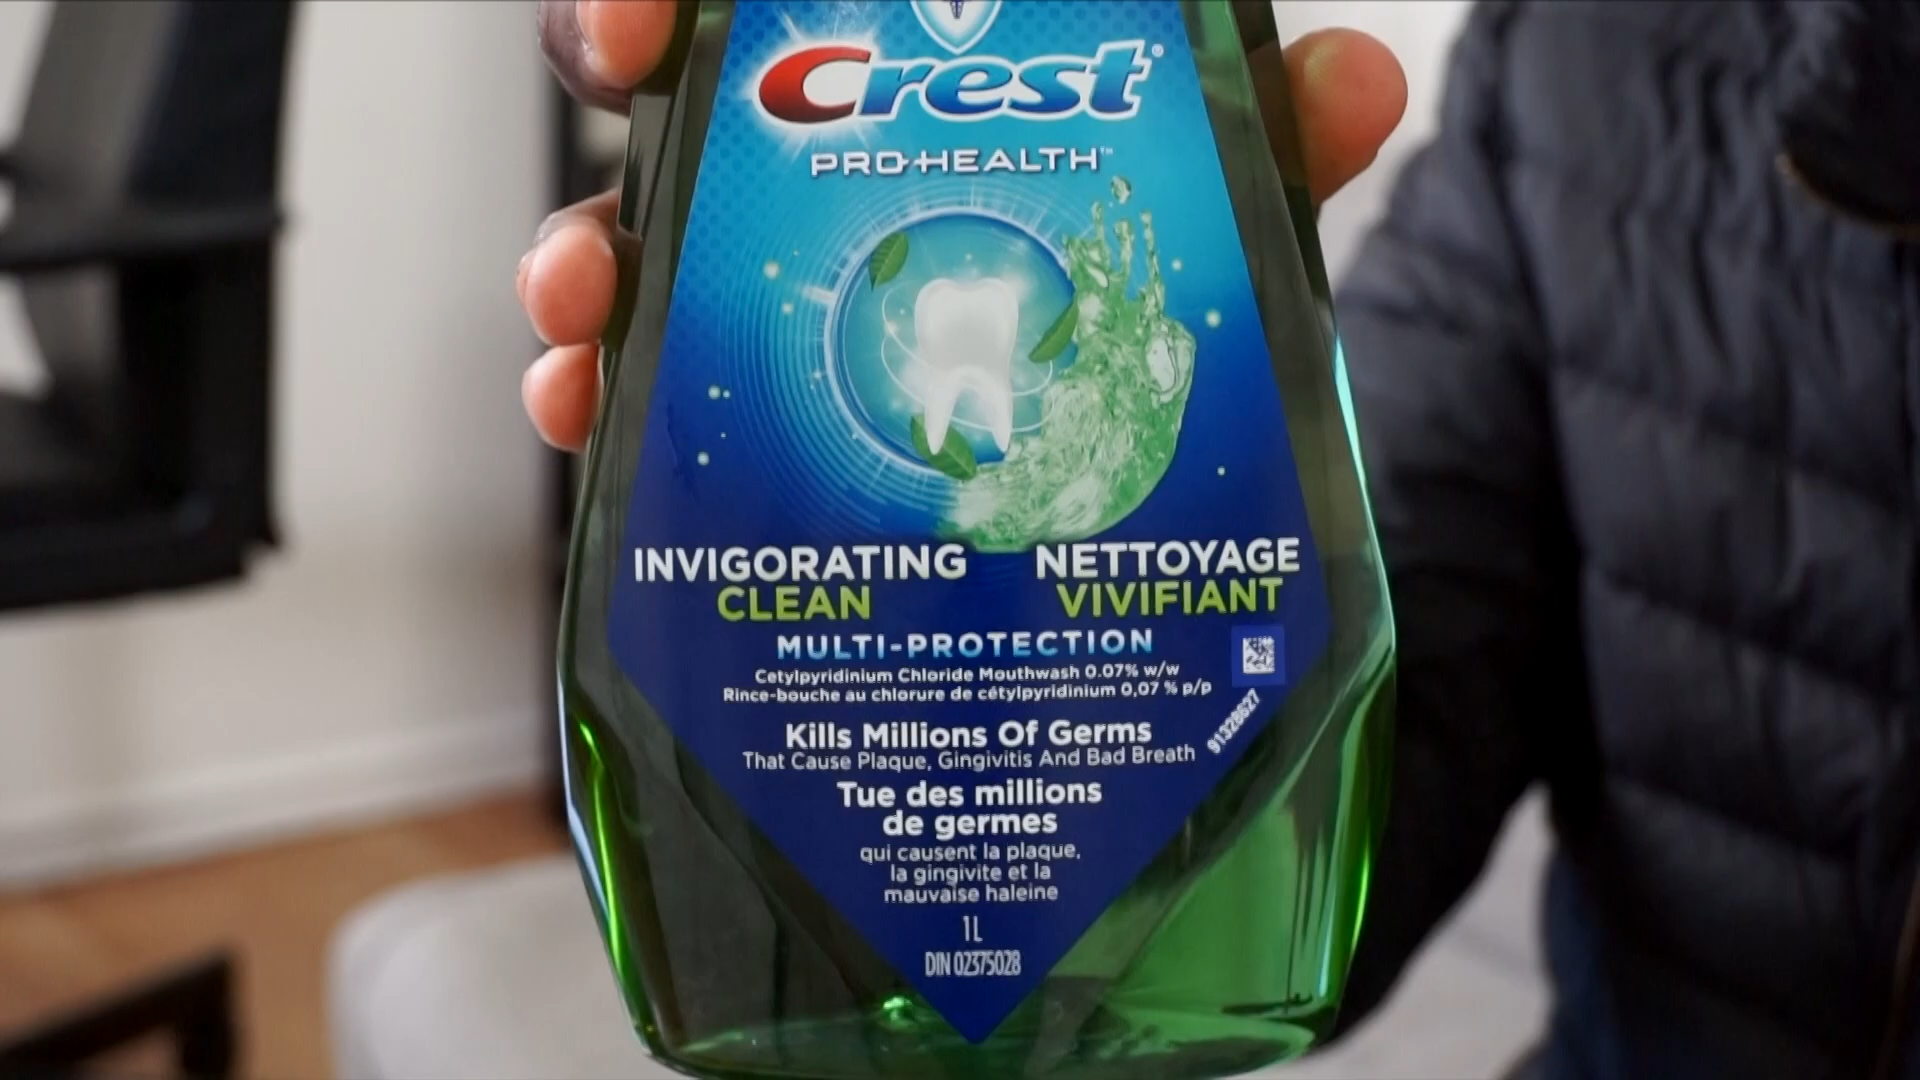 Crest®
PRO-HEALTH™
INVIGORATING
CLEAN
NETTOYAGE
VIVIFIANT
MULTI-PROTECTION
Cetylpyridinium Chloride Mouthwash 0.07% w/w
Rince-bouche au chlorure de cétylpyridinium 0,07 % p/p
91328627
Kills Millions Of Germs
That Cause Plaque, Gingivitis And Bad Breath
Tue des millions
de germes
qui causent la plaque,
la gingivite et la
mauvaise haleine
1 L
DIN 02375028